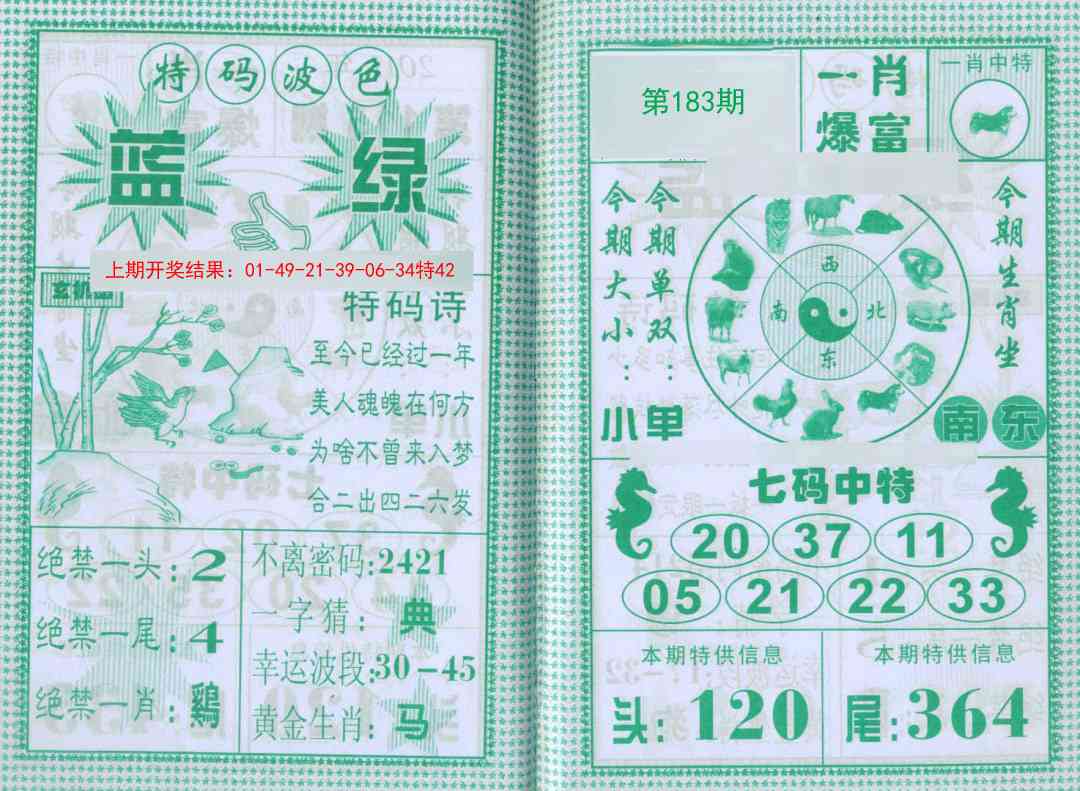 特码波色
蓝 绿
上期开奖结果：01-49-21-39-06-34特42
玄机
特码诗
至今已经过一年
美人魂魄在何方
为啥不曾来入梦
合二出四二六发
绝禁一头:2
绝禁一尾:4
绝禁一肖:鷄
不离密码:2421
一字猜:典
幸运波段:30-45
黄金生肖:马
第183期
一肖
爆富
一肖中特
今期大小:小
今期单双:单
西
南
北
东
今期生肖坐
南 东
七码中特
20 37 11
05 21 22 33
本期特供信息
头:120
本期特供信息
尾:364